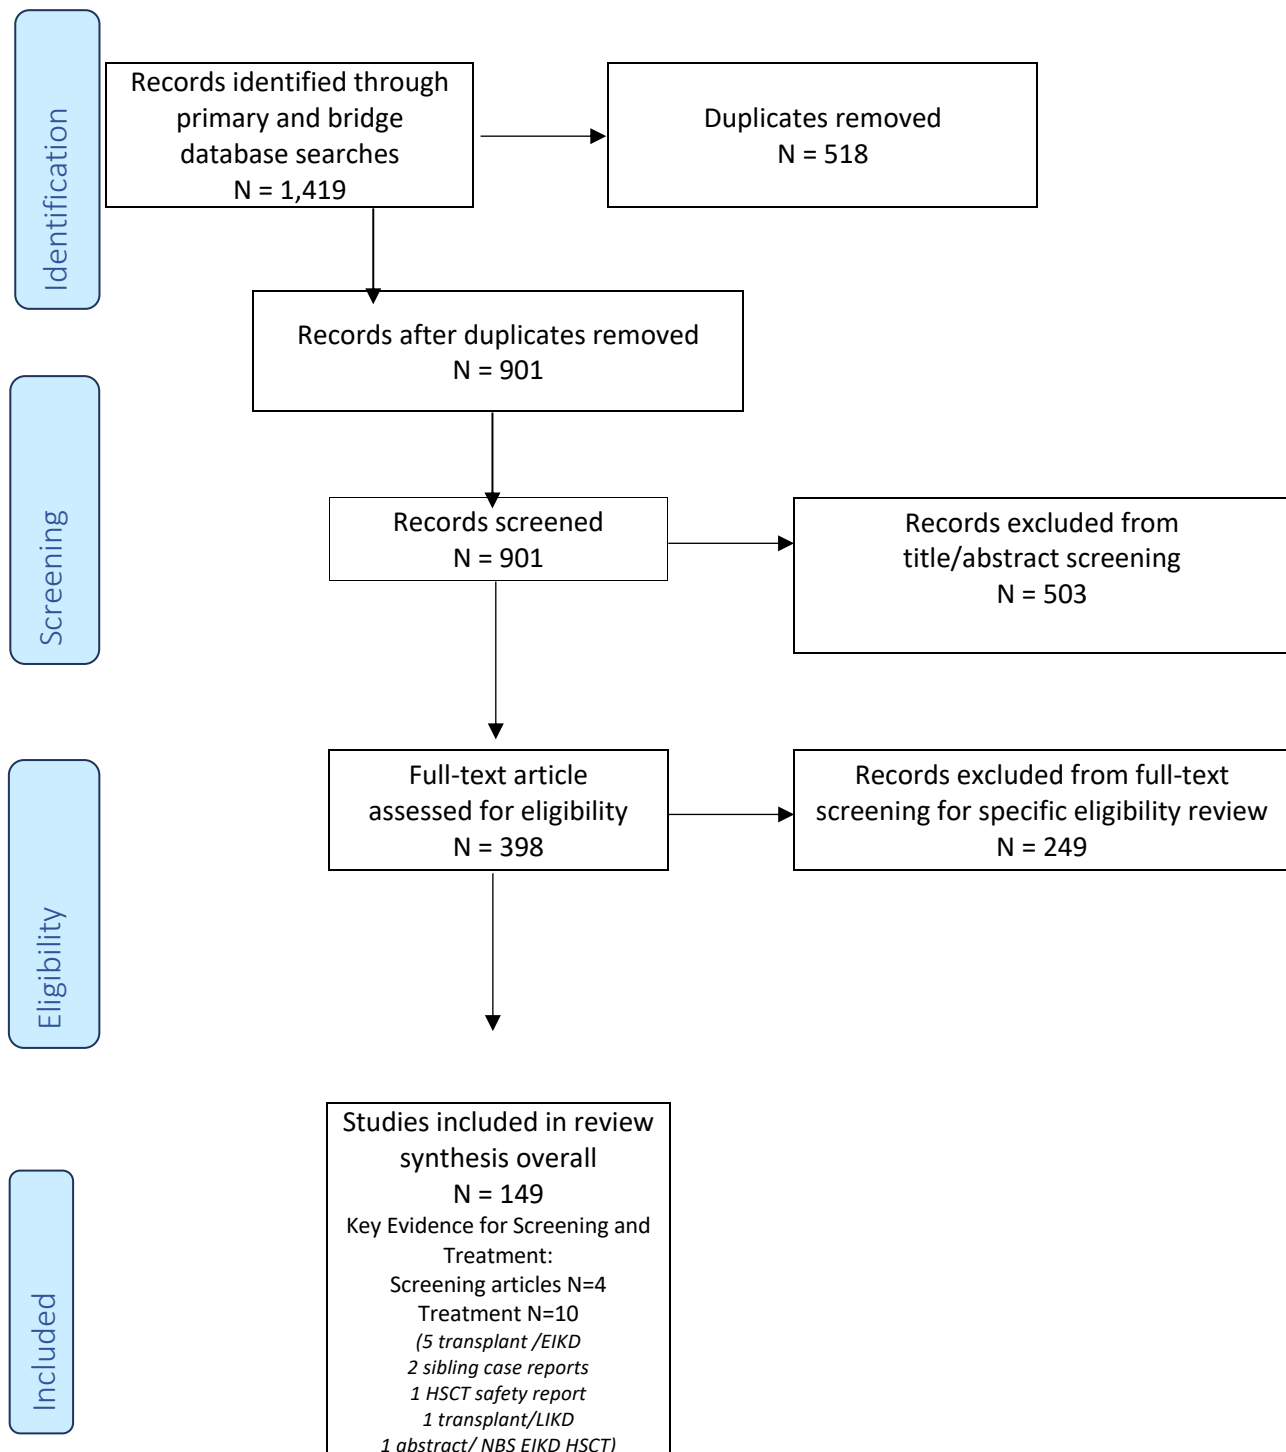 Identification
Records identified through
primary and bridge
database searches
N = 1,419
Duplicates removed
N = 518
Records after duplicates removed
N = 901
Screening
Records screened
N = 901
Records excluded from
title/abstract screening
N = 503
Eligibility
Full-text article
assessed for eligibility
N = 398
Records excluded from full-text
screening for specific eligibility review
N = 249
Included
Studies included in review
synthesis overall
N = 149
Key Evidence for Screening and
Treatment:
Screening articles N=4
Treatment N=10
(5 transplant /EIKD
2 sibling case reports
1 HSCT safety report
1 transplant/LIKD
1 abstract/ NBS EIKD HSCT)